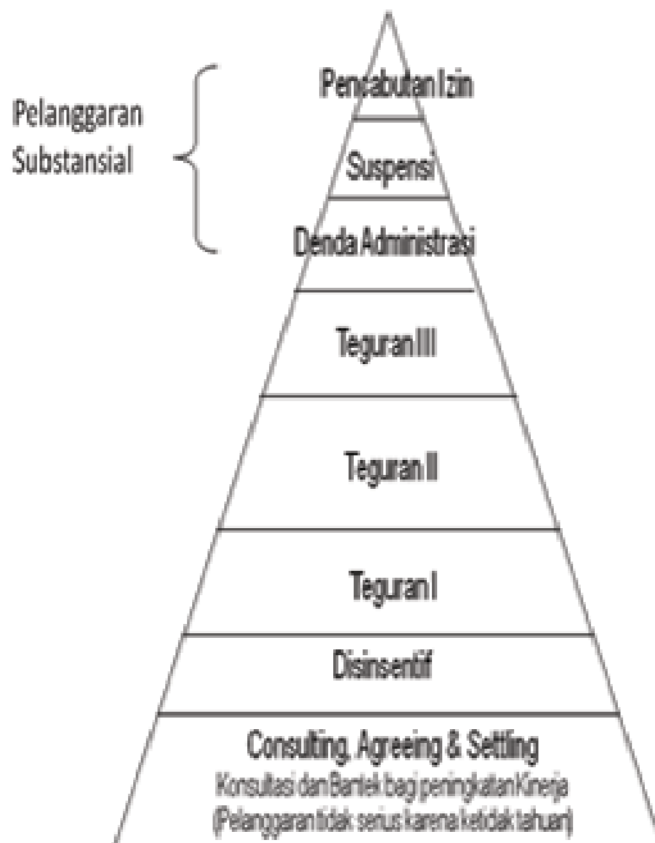 Pelanggaran
Substansial
Pencabutan Izin
Suspensi
Denda Administrasi
Teguran III
Teguran II
Teguran I
Disinsentif
Consulting, Agreeing & Settling
Konsultasi dan Bantek bagi peningkatan Kinerja
(Pelanggaran tidak serius karena ketidak tahuan)